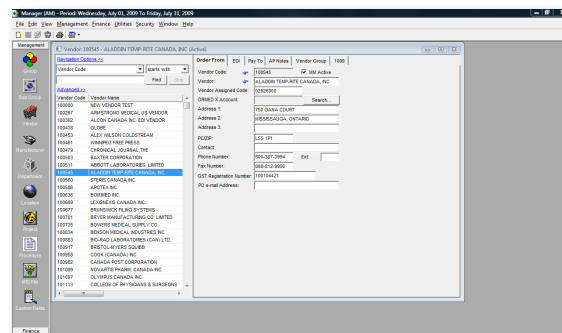 Manager (AM) - Period: Wednesday, July 01, 2009 To Friday, July 31, 2009
File Edit View Management Finance Utilities Security Window Help
Management
Group
Sub Group
Vendor
Manufacturer
Department
Location
Project
Procedure
MIS File
Custom Fields
Finance
Vendor 100545 - ALADDIN TEMP-RITE CANADA, INC (Active)
Navigation Options <<
Vendor Code starts with
Find Stop
Advanced >>
Vendor Code Vendor Name
100000 NEW VENDOR TEST
100297 ARMSTRONG MEDICAL US VENDOR
100362 ALCON CANADA INC. EDI VENDOR
100438 GLOBE
100453 ALEX WILSON COLDSTREAM
100461 WINNIPEG FREE PRESS
100479 CHRONICAL JOURNAL,THE
100503 BAXTER CORPORATION
100511 ABBOTT LABORATORIES, LIMITED
100545 ALADDIN TEMP-RITE CANADA, INC
100560 STERIS CANADA INC.
100586 APOTEX INC.
100638 BOMIMED INC.
100669 LEXISNEXIS CANADA INC.
100677 BRUNSWICK FILING SYSTEMS
100701 BRYER MANUFACTURING CO. LIMITED
100735 BOWERS MEDICAL SUPPLY CO.
100834 BENSON MEDICAL INDUSTRIES INC
100883 BIO-RAD LABORATORIES (CAN) LTD.
100917 BRISTOL-MYERS SQUIBB
100958 COOK (CANADA) INC
100982 CANADA POST CORPORATION
101089 NOVARTIS PHARM. CANADA INC.
101097 OLYMPUS CANADA INC.
101113 COLLEGE OF PHYSICIANS & SURGEONS
Order From EDI Pay To AP Notes Vendor Group 1099
Vendor Code: 100545 MM Active
Vendor: ALADDIN TEMP-RITE CANADA, INC
Vendor Assigned Code: 02826000
ORMED X Account: Search...
Address 1: 750 GANA COURT
Address 2: MISSISSAUGA, ONTARIO
Address 3:
PC/ZIP: L5S 1P1
Contact:
Phone Number: 800-387-3994 Ext:
Fax Number: 888-812-9956
GST Registration Number: 100104421
PO e-mail Address: